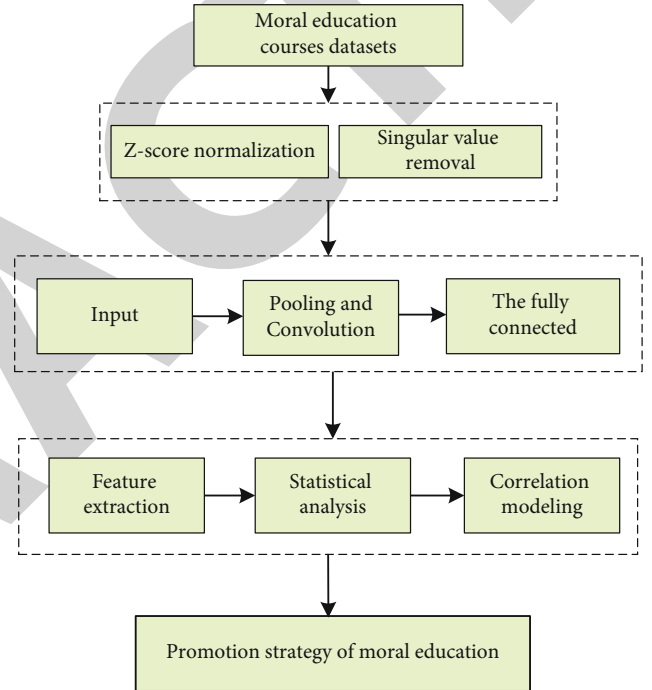 Moral education
courses datasets
Z-score normalization
Singular value
removal
Input
Pooling and
Convolution
The fully
connected
Feature
extraction
Statistical
analysis
Correlation
modeling
Promotion strategy of moral education